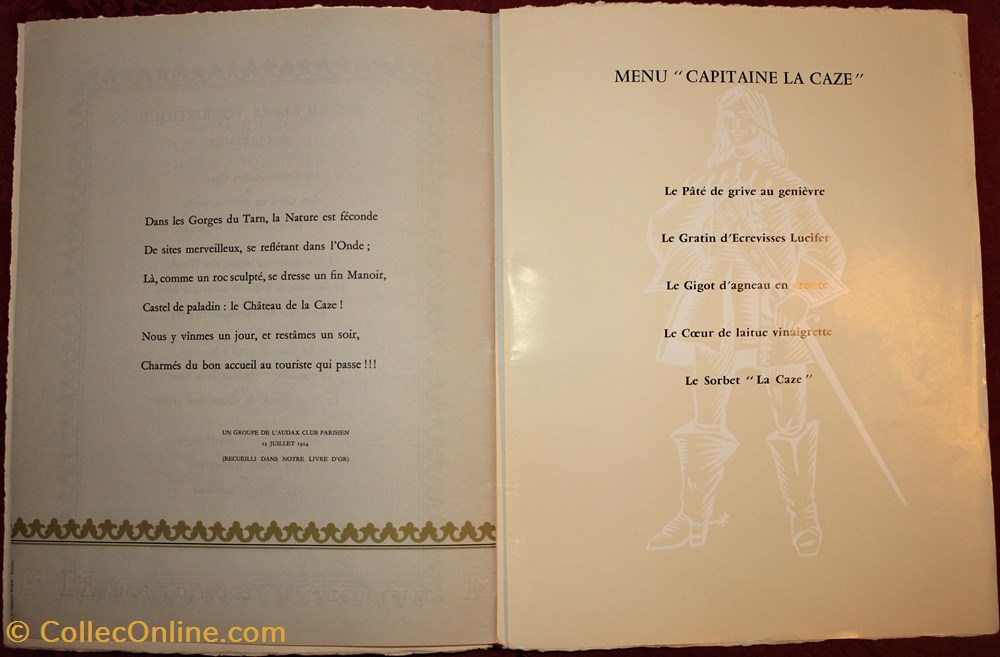 Dans les Gorges du Tarn, la Nature est féconde
De sites merveilleux, se reflétant dans l'Onde ;
Là, comme un roc sculpté, se dresse un fin Manoir,
Castel de paladin : le Château de la Caze !
Nous y vînmes un jour, et restâmes un soir,
Charmés du bon accueil au touriste qui passe !!!
UN GROUPE DE L'AUDAX CLUB PARISIEN
12 JUILLET 1924
(RECUEILLI DANS NOTRE LIVRE D'OR)
MENU "CAPITAINE LA CAZE"
Le Pâté de grive au genièvre
Le Gratin d'Ecrevisses Lucifer
Le Gigot d'agneau en croûte
Le Cœur de laitue vinaigrette
Le Sorbet "La Caze"
© CollecOnline.com